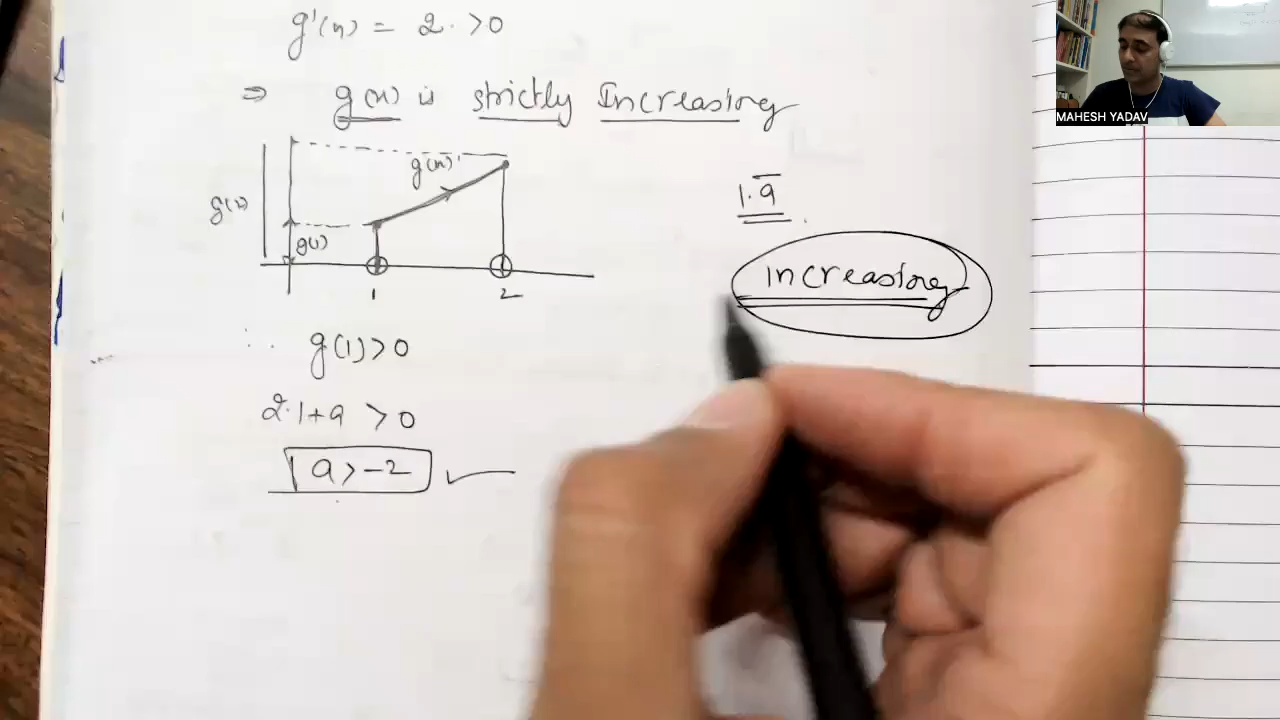 g'(x) = 2. >0
⇒ g(x) is strictly Increasing
g(x)
g(2)
g(1)
1 2
∴ g(1) > 0
2.1+a > 0
a > -2
1.9̅
increasing
MAHESH YADAV